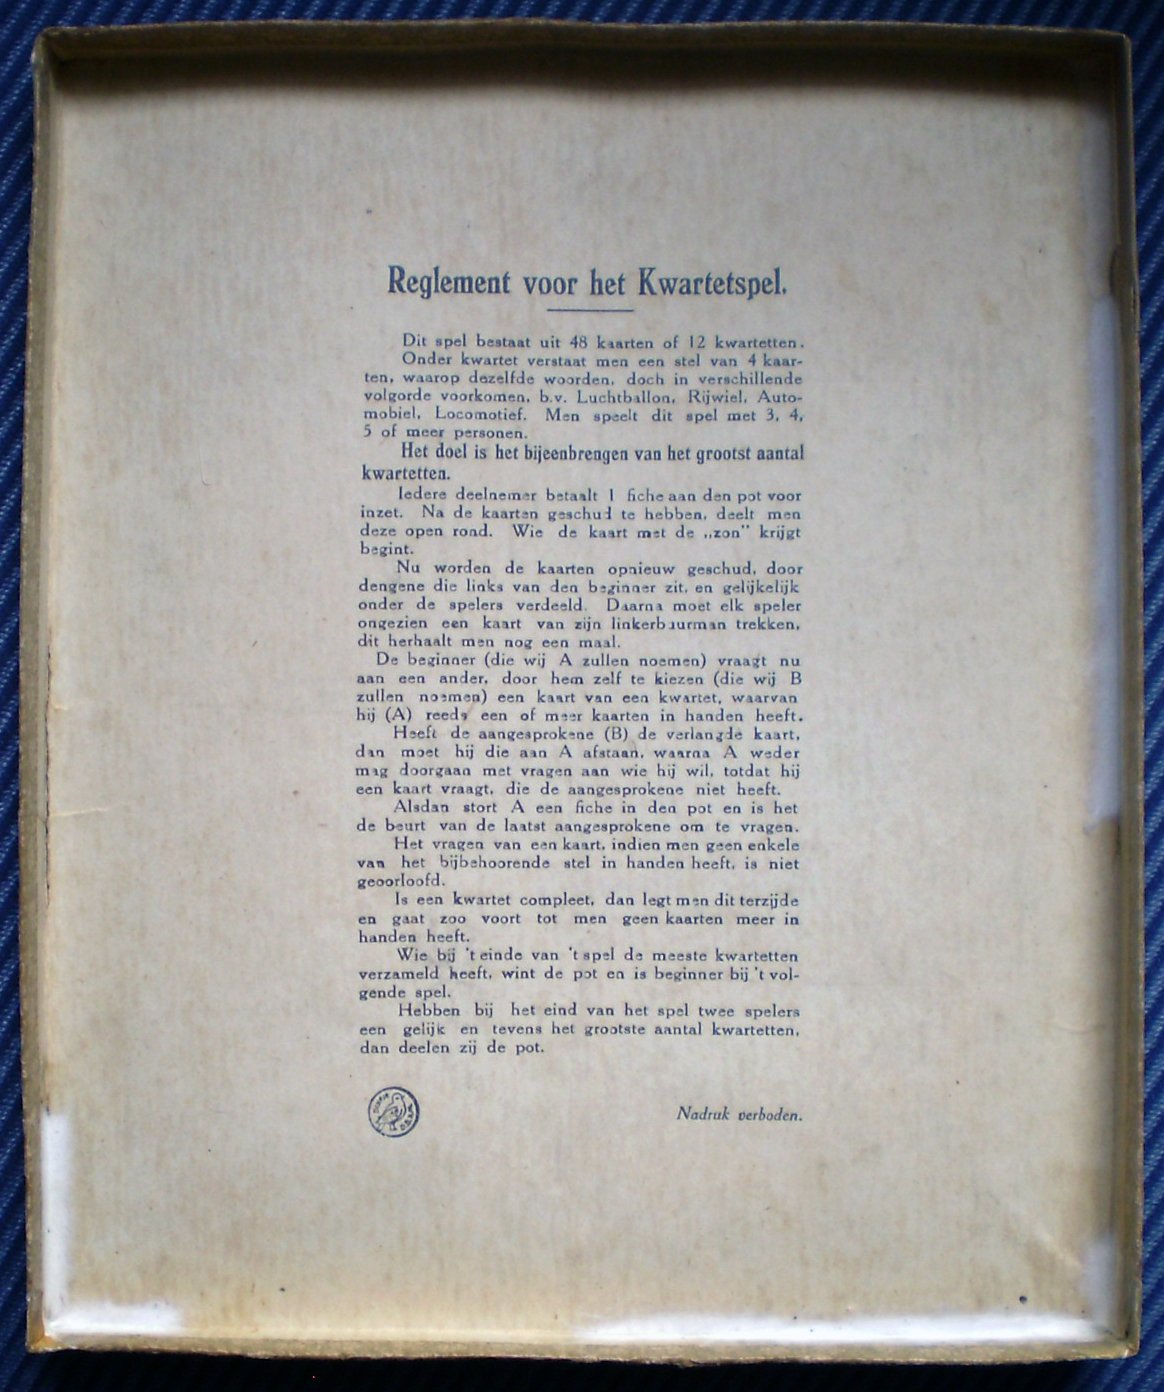 Reglement voor het Kwartetspel.
Dit spel bestaat uit 48 kaarten of 12 kwartetten.
Onder kwartet verstaat men een stel van 4 kaar-
ten, waarop dezelfde woorden, doch in verschillende
volgorde voorkomen, b.v. Luchtballon, Rijwiel, Auto-
mobiel, Locomotief. Men speelt dit spel met 3, 4,
5 of meer personen.
Het doel is het bijeenbrengen van het grootst aantal
kwartetten.
Iedere deelnemer betaalt 1 fiche aan den pot voor
inzet. Na de kaarten geschud te hebben, deelt men
deze open rond. Wie de kaart met de „zon" krijgt
begint.
Nu worden de kaarten opnieuw geschud, door
dengene die links van den beginner zit, en gelijkelijk
onder de spelers verdeeld. Daarna moet elk speler
ongezien een kaart van zijn linkerbuurman trekken,
dit herhaalt men nog een maal.
De beginner (die wij A zullen noemen) vraagt nu
aan een ander, door hem zelf te kiezen (die wij B
zullen noemen) een kaart van een kwartet, waarvan
hij (A) reeds een of meer kaarten in handen heeft.
Heeft de aangesprokene (B) de verlangde kaart,
dan moet hij die aan A afstaan, waarna A weder
mag doorgaan met vragen aan wie hij wil, totdat hij
een kaart vraagt, die de aangesprokene niet heeft.
Alsdan stort A een fiche in den pot en is het
de beurt van de laatst aangesprokene om te vragen.
Het vragen van een kaart, indien men geen enkele
van het bijbehoorende stel in handen heeft, is niet
geoorloofd.
Is een kwartet compleet, dan legt men dit terzijde
en gaat zoo voort tot men geen kaarten meer in
handen heeft.
Wie bij 't einde van 't spel de meeste kwartetten
verzameld heeft, wint de pot en is beginner bij 't vol-
gende spel.
Hebben bij het eind van het spel twee spelers
een gelijk en tevens het grootste aantal kwartetten,
dan deelen zij de pot.
Nadruk verboden.